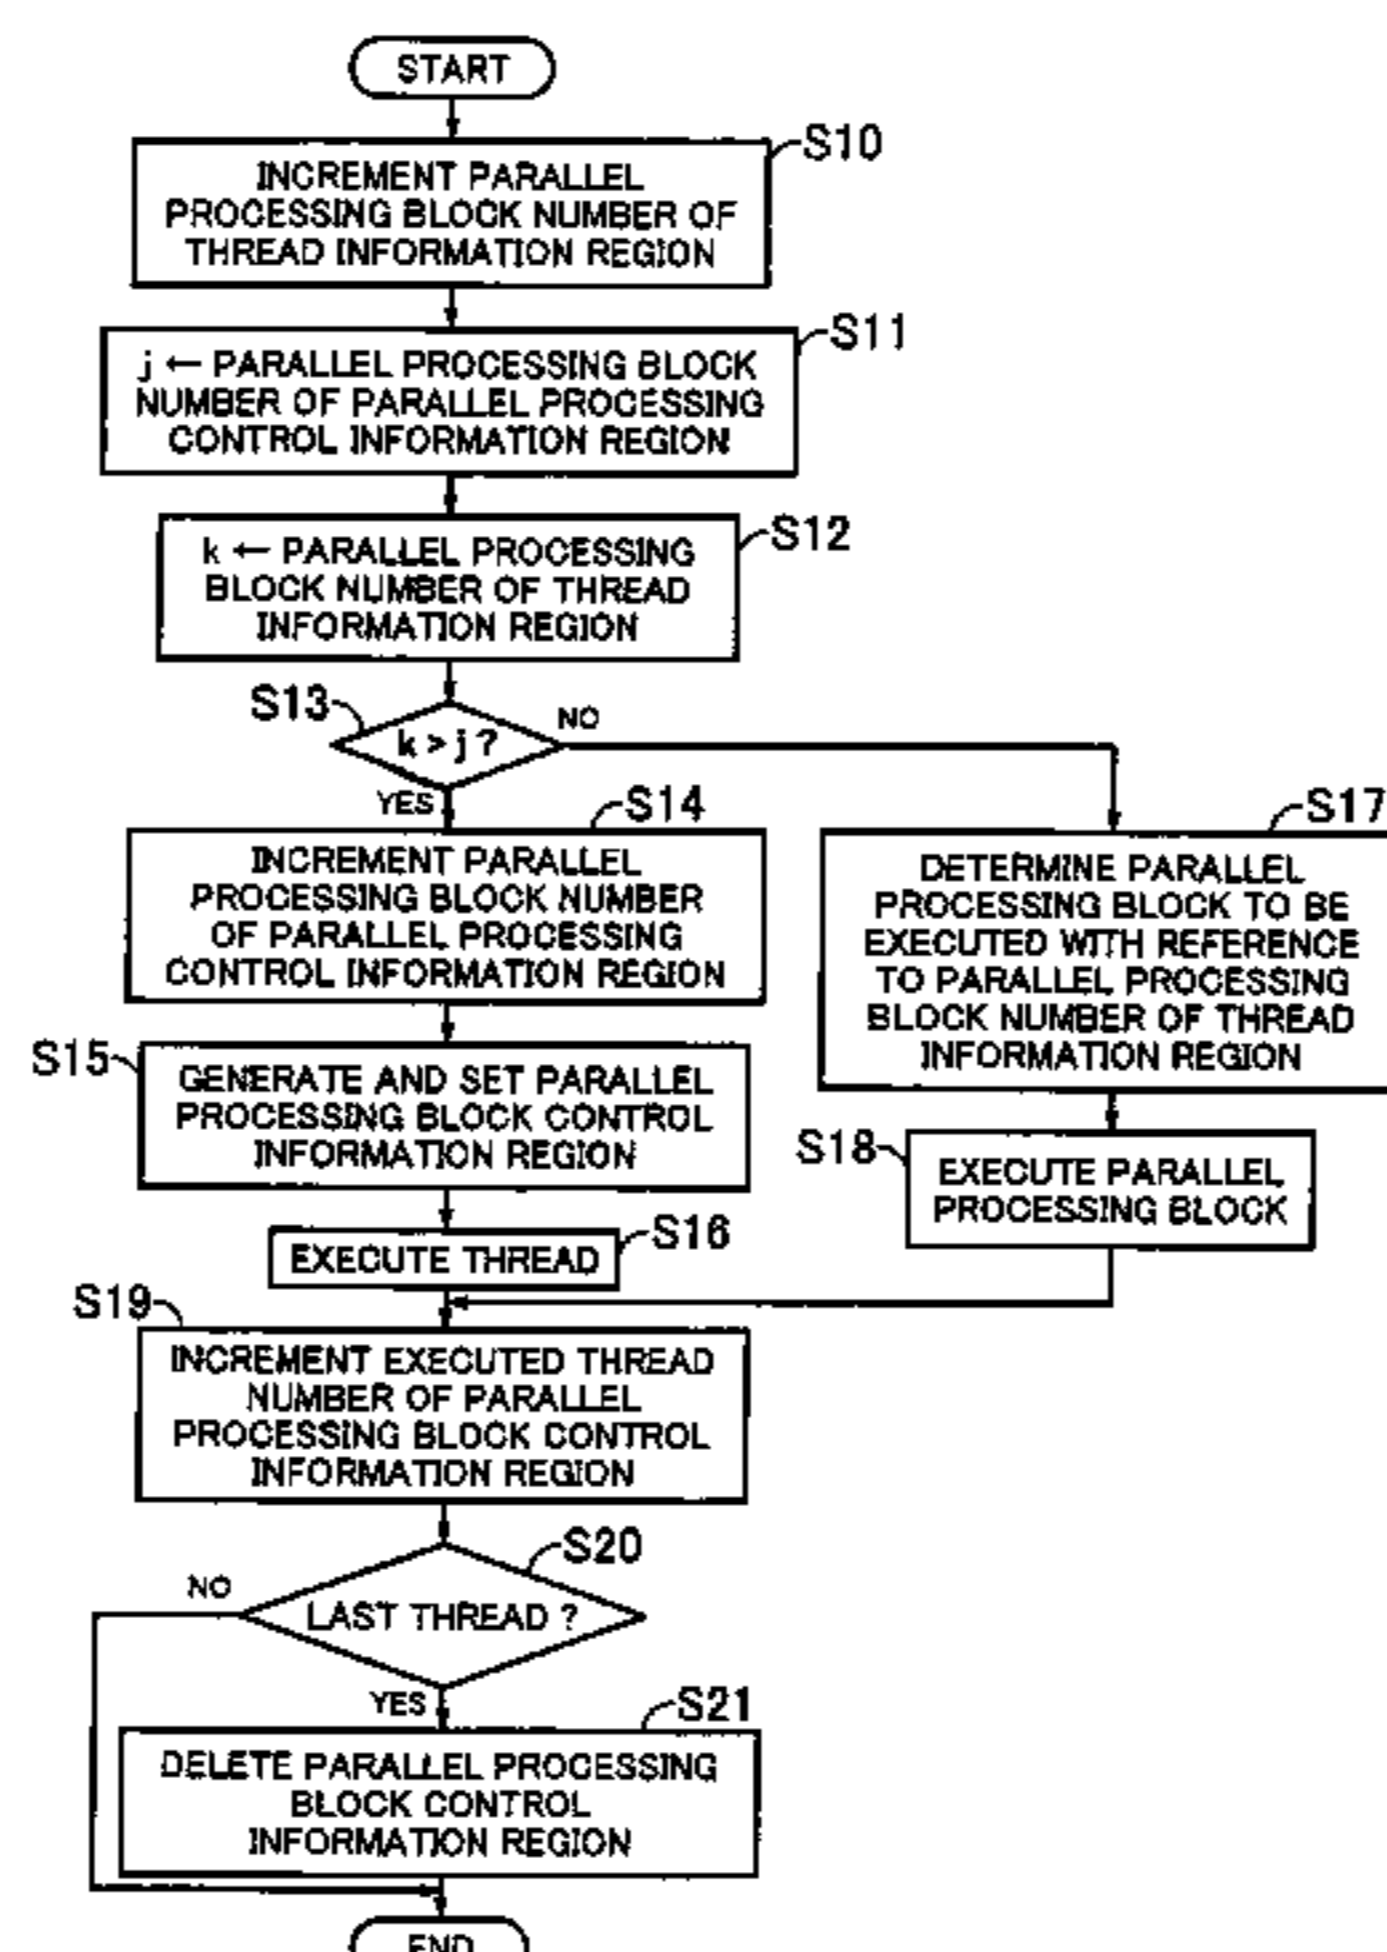 START
S10
INCREMENT PARALLEL
PROCESSING BLOCK NUMBER OF
THREAD INFORMATION REGION
S11
j ← PARALLEL PROCESSING BLOCK
NUMBER OF PARALLEL PROCESSING
CONTROL INFORMATION REGION
S12
k ← PARALLEL PROCESSING
BLOCK NUMBER OF THREAD
INFORMATION REGION
S13
k > j ?
NO
YES
S14
INCREMENT PARALLEL
PROCESSING BLOCK NUMBER
OF PARALLEL PROCESSING
CONTROL INFORMATION REGION
S17
DETERMINE PARALLEL
PROCESSING BLOCK TO BE
EXECUTED WITH REFERENCE
TO PARALLEL PROCESSING
BLOCK NUMBER OF THREAD
INFORMATION REGION
S15
GENERATE AND SET PARALLEL
PROCESSING BLOCK CONTROL
INFORMATION REGION
S18
EXECUTE PARALLEL
PROCESSING BLOCK
S16
EXECUTE THREAD
S19
INCREMENT EXECUTED THREAD
NUMBER OF PARALLEL
PROCESSING BLOCK CONTROL
INFORMATION REGION
S20
NO
LAST THREAD ?
YES
S21
DELETE PARALLEL PROCESSING
BLOCK CONTROL
INFORMATION REGION
END